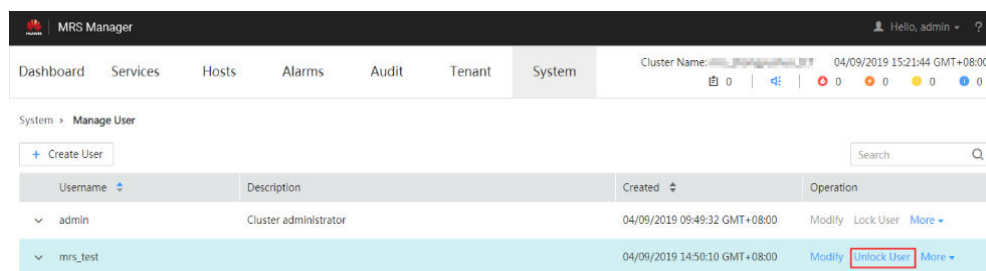 HUAWEI MRS Manager Hello, admin ?
Dashboard Services Hosts Alarms Audit Tenant System
Cluster Name: 04/09/2019 15:21:44 GMT+08:00
0 0 0 0 0
System > Manage User
+ Create User Search
Username Description Created Operation
admin Cluster administrator 04/09/2019 09:49:32 GMT+08:00 Modify Lock User More
mrs_test 04/09/2019 14:50:10 GMT+08:00 Modify Unlock User More